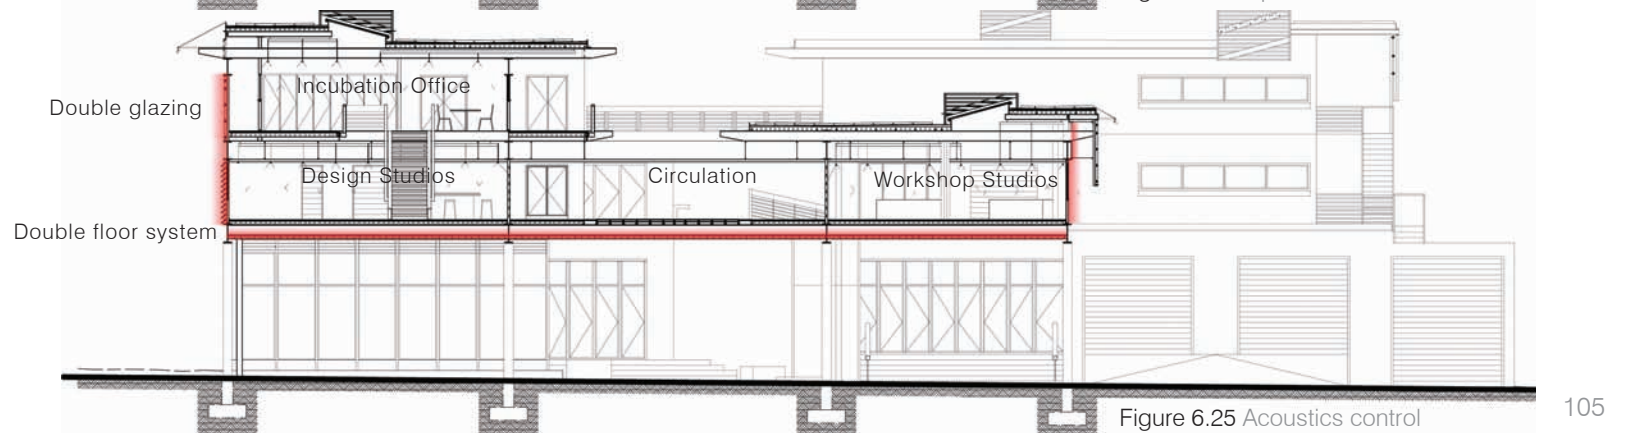 Incubation Office
Double glazing
Design Studios
Circulation
Workshop Studios
Double floor system
Figure 6.25 Acoustics control
105